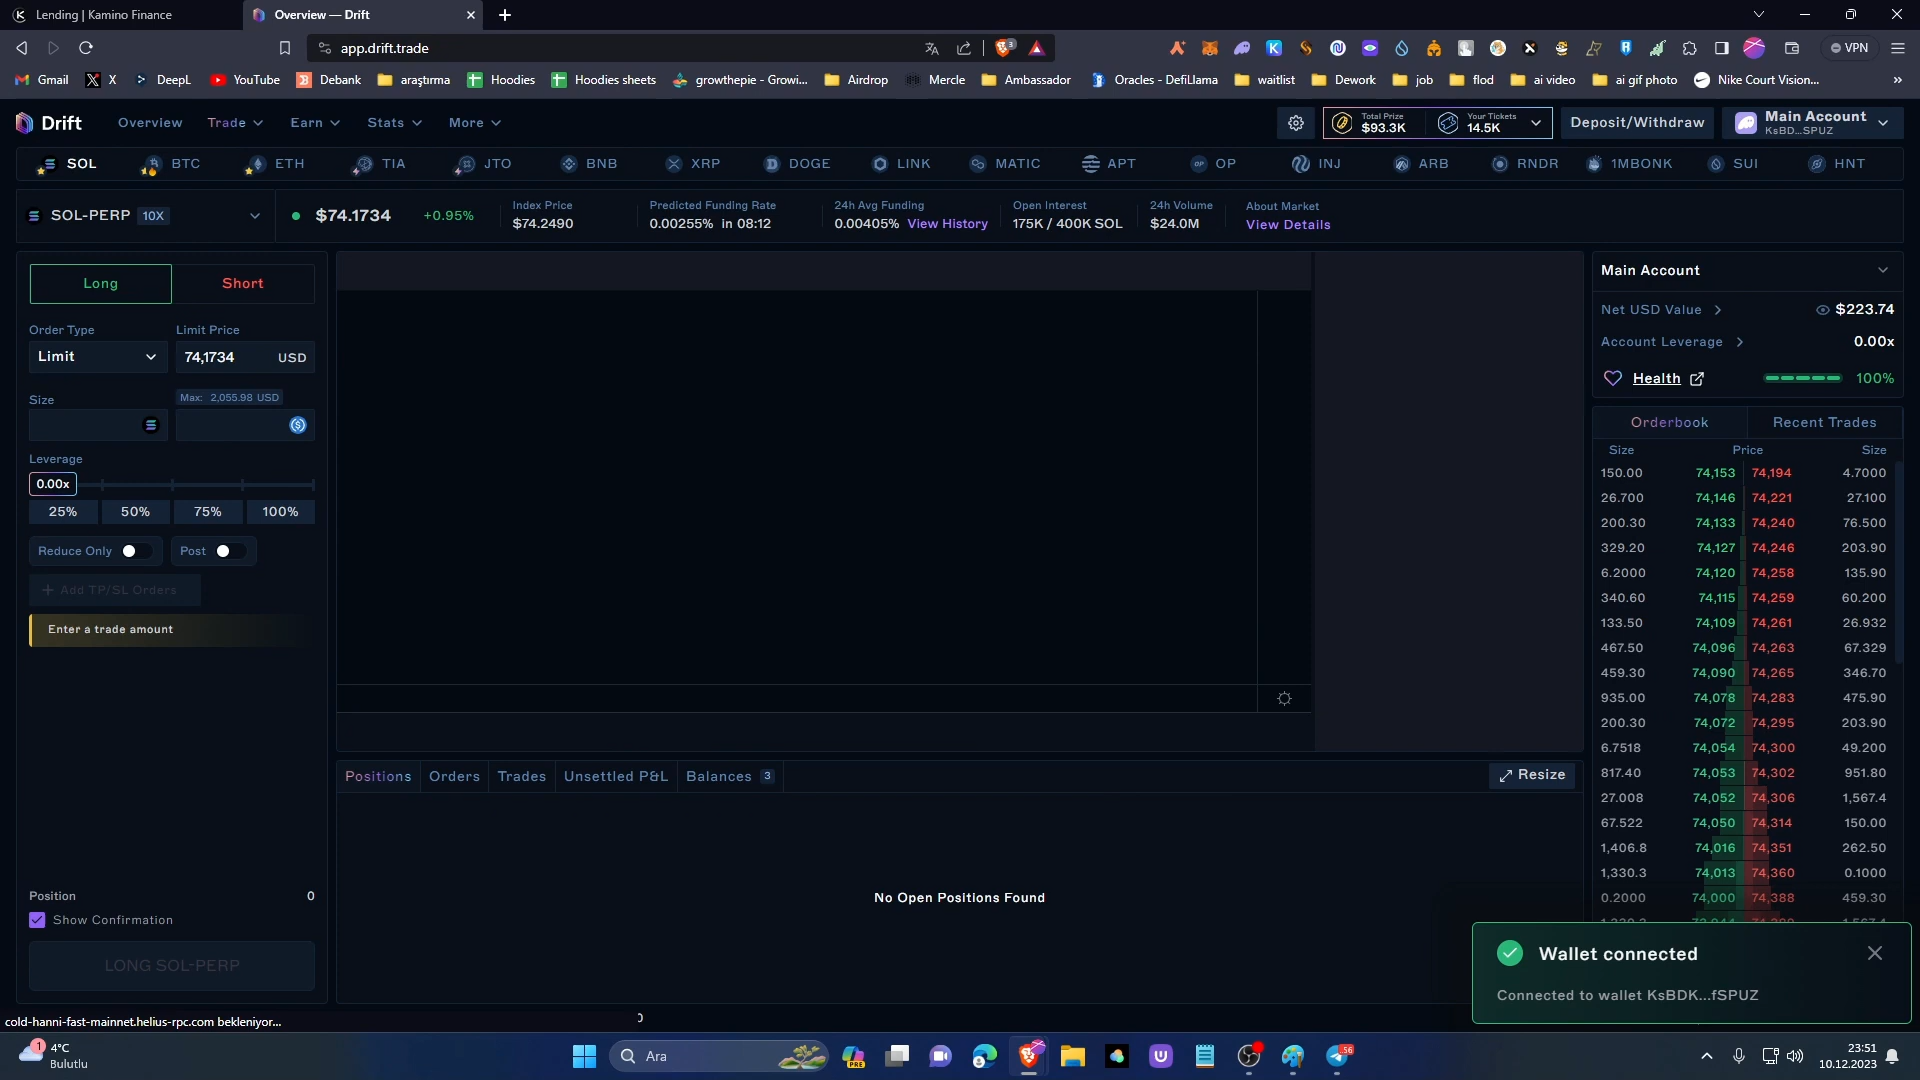 Lending | Kamino Finance
Overview — Drift
app.drift.trade
VPN
Gmail
X
DeepL
YouTube
Debank
araştırma
Hoodies
Hoodies sheets
growthepie - Growi...
Airdrop
Mercle
Ambassador
Oracles - DefiLlama
waitlist
Dework
job
flod
ai video
ai gif photo
Nike Court Vision...
Drift
Overview
Trade
Earn
Stats
More
Total Prize
$93.3K
Your Tickets
14.5K
Deposit/Withdraw
Main Account
KsBD...SPUZ
SOL
BTC
ETH
TIA
JTO
BNB
XRP
DOGE
LINK
MATIC
APT
OP
INJ
ARB
RNDR
1MBONK
SUI
HNT
SOL-PERP 10X
$74.1734
+0.95%
Index Price
$74.2490
Predicted Funding Rate
0.00255% in 08:12
24h Avg Funding
0.00405% View History
Open Interest
175K / 400K SOL
24h Volume
$24.0M
About Market
View Details
Long
Short
Order Type
Limit Price
Limit
74,1734 USD
Size
Max: 2,055.98 USD
Leverage
0.00x
25%
50%
75%
100%
Reduce Only
Post
+ Add TP/SL Orders
Enter a trade amount
Position 0
Show Confirmation
LONG SOL-PERP
Positions
Orders
Trades
Unsettled P&L
Balances 3
Resize
No Open Positions Found
Main Account
Net USD Value
$223.74
Account Leverage
0.00x
Health
100%
Orderbook
Recent Trades
Size Price Size
150.00 74,153 74,194 4.7000
26.700 74,146 74,221 27.100
200.30 74,133 74,240 76.500
329.20 74,127 74,246 203.90
6.2000 74,120 74,258 135.90
340.60 74,115 74,259 60.200
133.50 74,109 74,261 26.932
467.50 74,096 74,263 67.329
459.30 74,090 74,265 346.70
935.00 74,078 74,283 475.90
200.30 74,072 74,295 203.90
6.7518 74,054 74,300 49.200
817.40 74,053 74,302 951.80
27.008 74,052 74,306 1,567.4
67.522 74,050 74,314 150.00
1,406.8 74,016 74,351 262.50
1,330.3 74,013 74,360 0.1000
0.2000 74,000 74,388 459.30
Wallet connected
Connected to wallet KsBDK...fSPUZ
cold-hanni-fast-mainnet.helius-rpc.com bekleniyor...
1
4°C
Bulutlu
Ara
PRE
56
23:51
10.12.2023